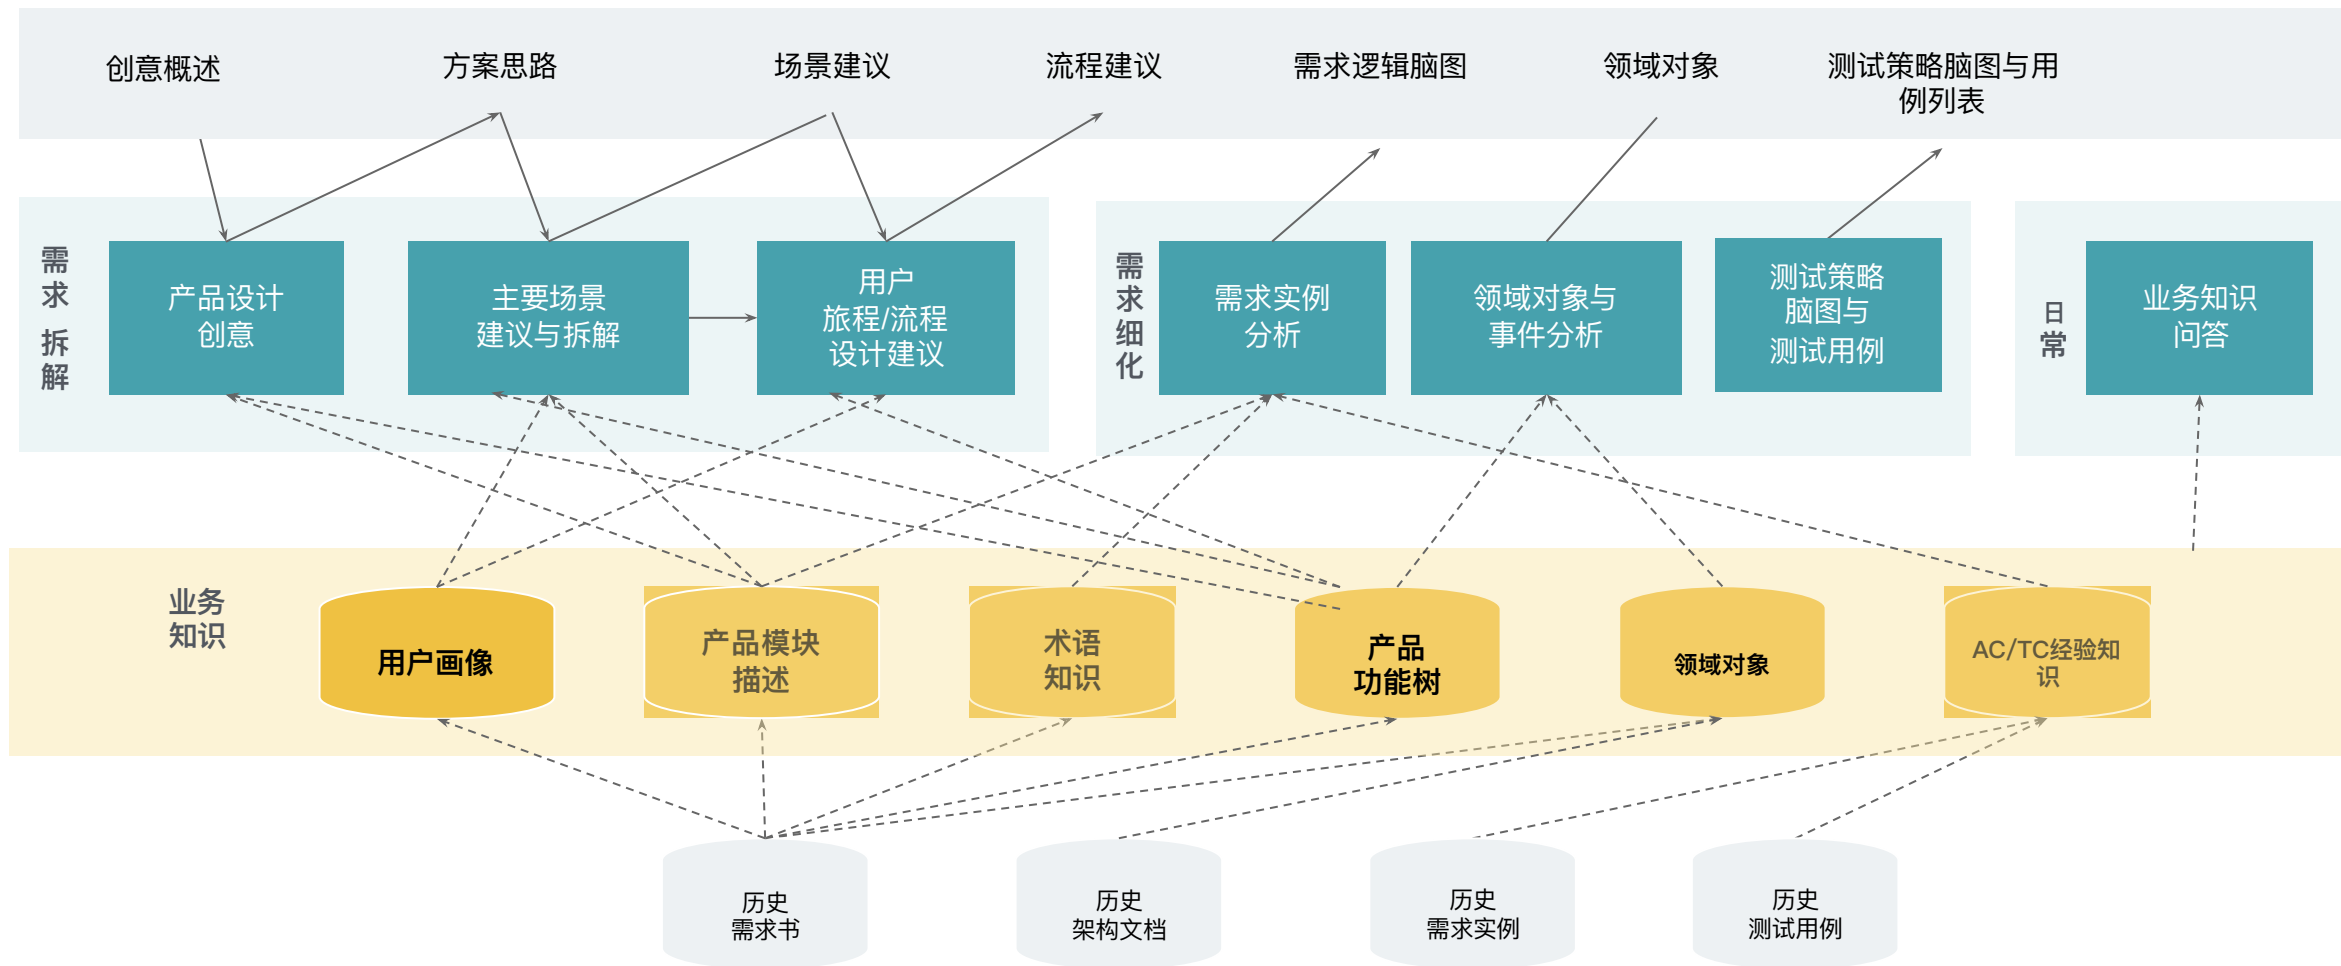 创意概述
方案思路
场景建议
流程建议
需求逻辑脑图
领域对象
测试策略脑图与用
例列表
需
求
拆
解
产品设计
创意
主要场景
建议与拆解
用户
旅程/流程
设计建议
需
求
细
化
需求实例
分析
领域对象与
事件分析
测试策略
脑图与
测试用例
日
常
业务知识
问答
业务
知识
用户画像
产品模块
描述
术语
知识
产品
功能树
领域对象
AC/TC经验知
识
历史
需求书
历史
架构文档
历史
需求实例
历史
测试用例